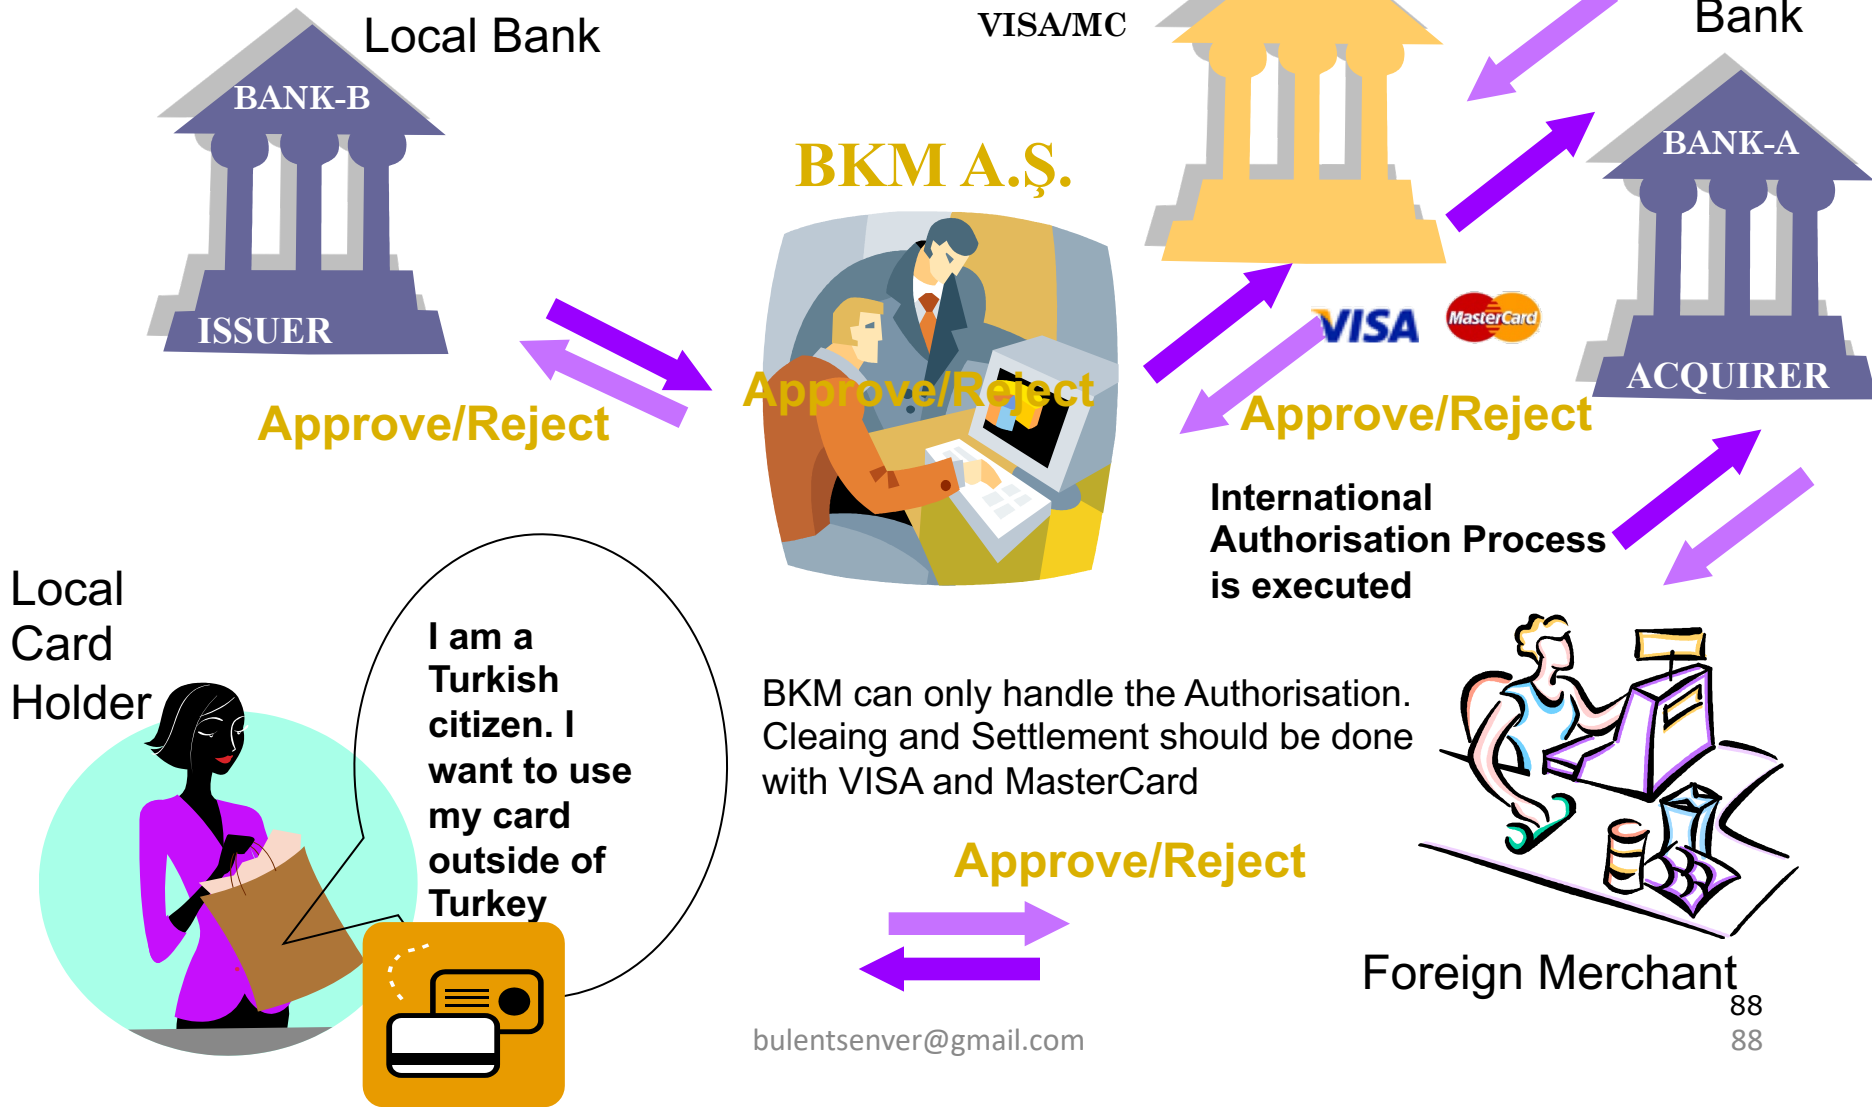 Local Bank
VISA/MC
Bank
BANK-B
BANK-A
BKM A.Ş.
ISSUER
VISA
MasterCard
ACQUIRER
Approve/Reject
Approve/Reject
Approve/Reject
International
Authorisation Process
is executed
Local
Card
Holder
I am a
Turkish
citizen. I
want to use
my card
outside of
Turkey
BKM can only handle the Authorisation.
Cleaing and Settlement should be done
with VISA and MasterCard
Approve/Reject
Foreign Merchant
88
bulentsenver@gmail.com
88